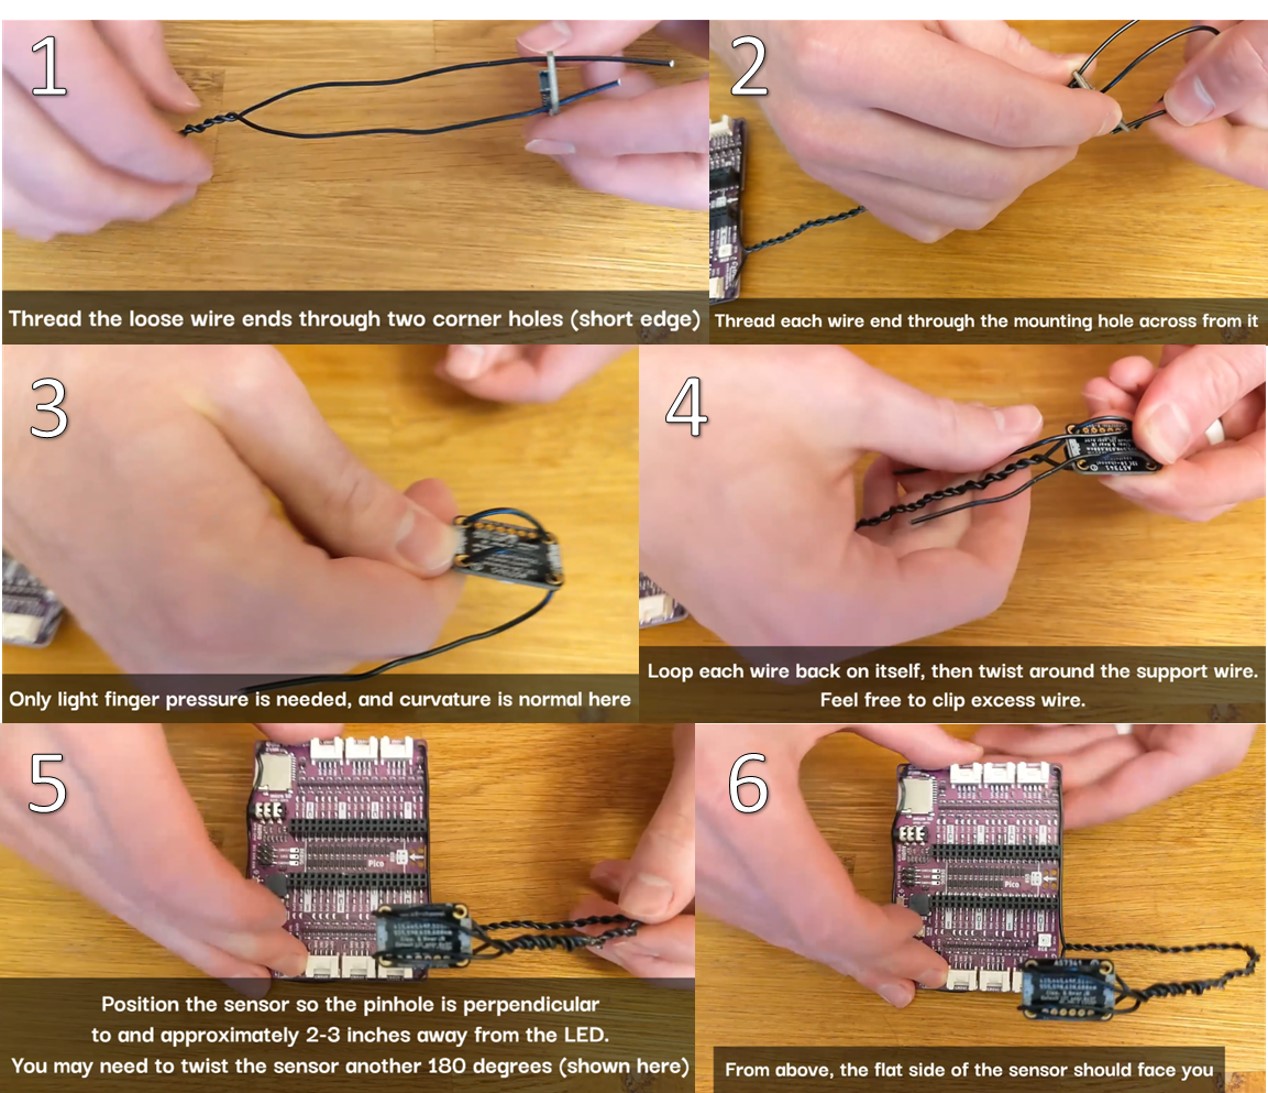 1
2
Thread the loose wire ends through two corner holes (short edge)
Thread each wire end through the mounting hole across from it
3
4
Only light finger pressure is needed, and curvature is normal here
AS7341
Loop each wire back on itself, then twist around the support wire.
Feel free to clip excess wire.
5
6
Pico
Pico
AS7341
Position the sensor so the pinhole is perpendicular
to and approximately 2-3 inches away from the LED.
You may need to twist the sensor another 180 degrees (shown here)
From above, the flat side of the sensor should face you